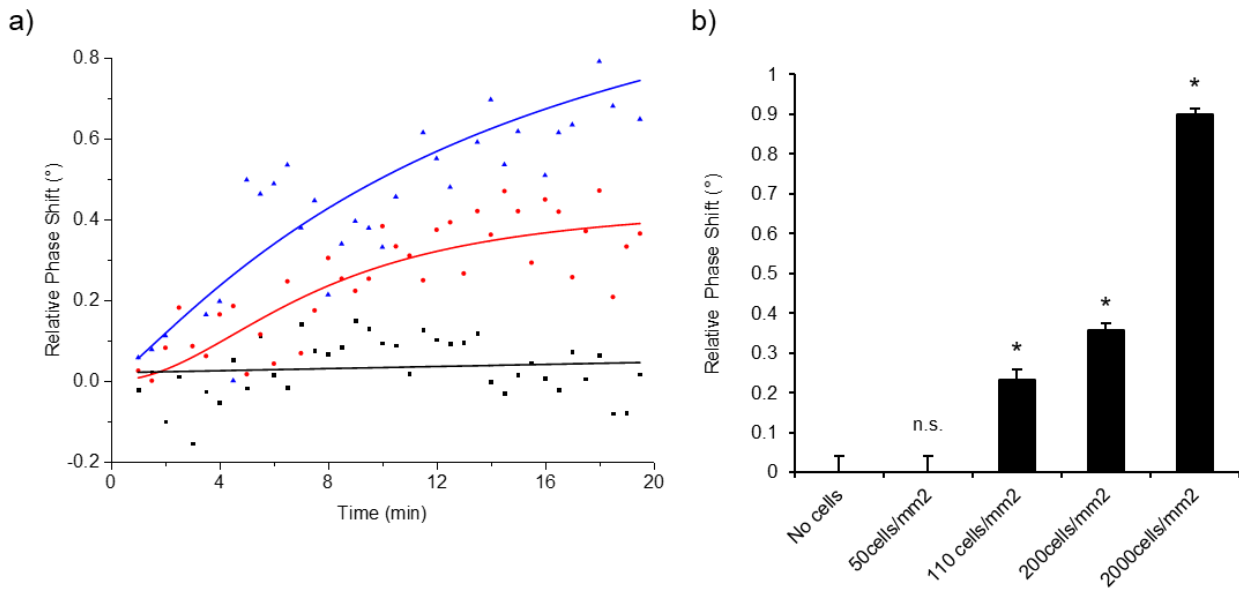 a)
0.8
0.6
0.4
0.2
0.0
-0.2
Relative Phase Shift (°)
0
4
8
12
16
20
Time (min)
b)
1
0.9
0.8
0.7
0.6
0.5
0.4
0.3
0.2
0.1
0
Relative Phase Shift (°)
n.s.
*
*
*
No cells
50cells/mm2
110 cells/mm2
200cells/mm2
2000cells/mm2